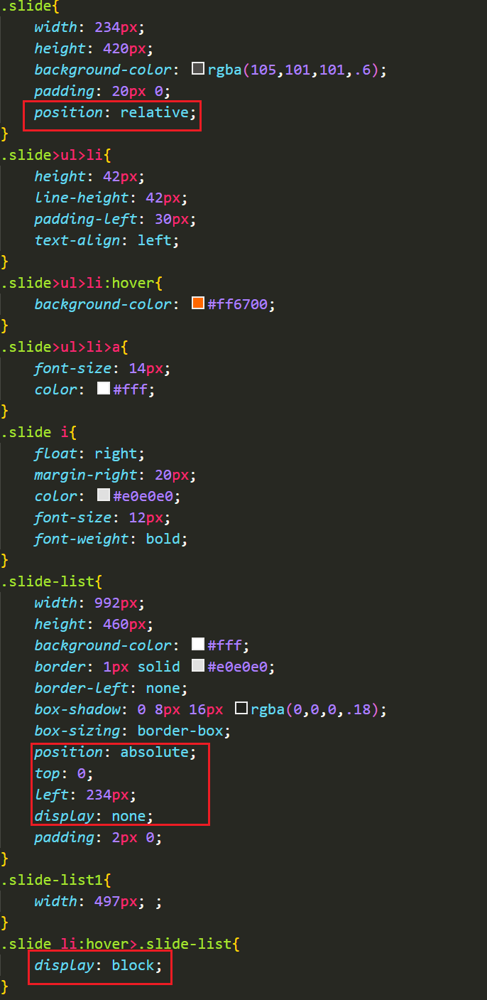 .slide{
width: 234px;
height: 420px;
background-color: rgba(105,101,101,.6);
padding: 20px 0;
position: relative;
}
.slide>ul>li{
height: 42px;
line-height: 42px;
padding-left: 30px;
text-align: left;
}
.slide>ul>li:hover{
background-color: #ff6700;
}
.slide>ul>li>a{
font-size: 14px;
color: #fff;
}
.slide i{
float: right;
margin-right: 20px;
color: #e0e0e0;
font-size: 12px;
font-weight: bold;
}
.slide-list{
width: 992px;
height: 460px;
background-color: #fff;
border: 1px solid #e0e0e0;
border-left: none;
box-shadow: 0 8px 16px rgba(0,0,0,.18);
box-sizing: border-box;
position: absolute;
top: 0;
left: 234px;
display: none;
padding: 2px 0;
}
.slide-list1{
width: 497px; ;
}
.slide li:hover>.slide-list{
display: block;
}